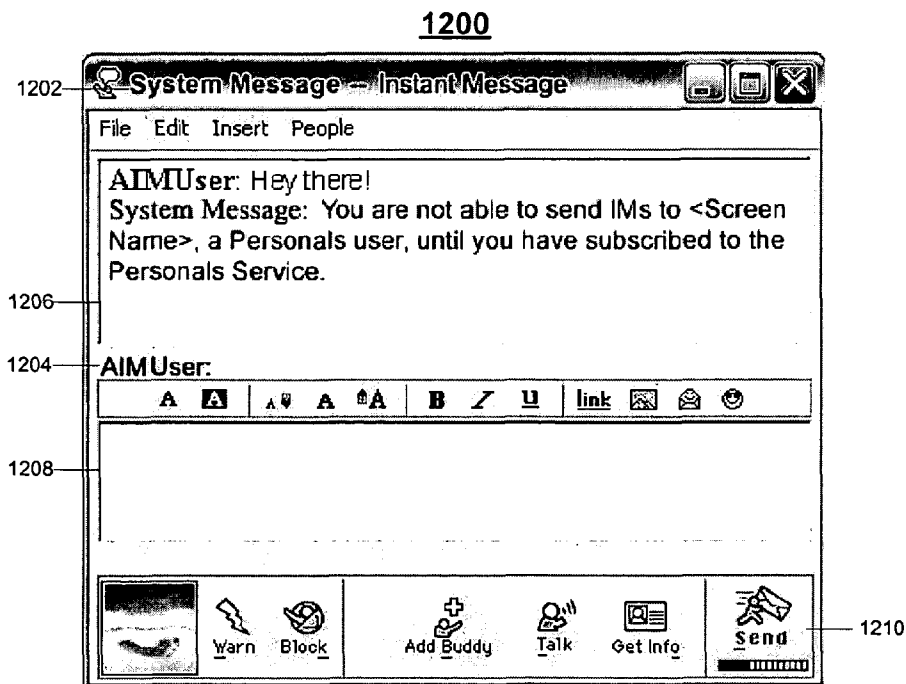 1200
1202 System Message -- Instant Message
File Edit Insert People
AIMUser: Hey there!
System Message: You are not able to send IMs to <Screen
Name>, a Personals user, until you have subscribed to the
Personals Service.
1206
1204 AIMUser:
A A A A A B I u link
1208
Warn Block Add Buddy Talk Get Info Send 1210